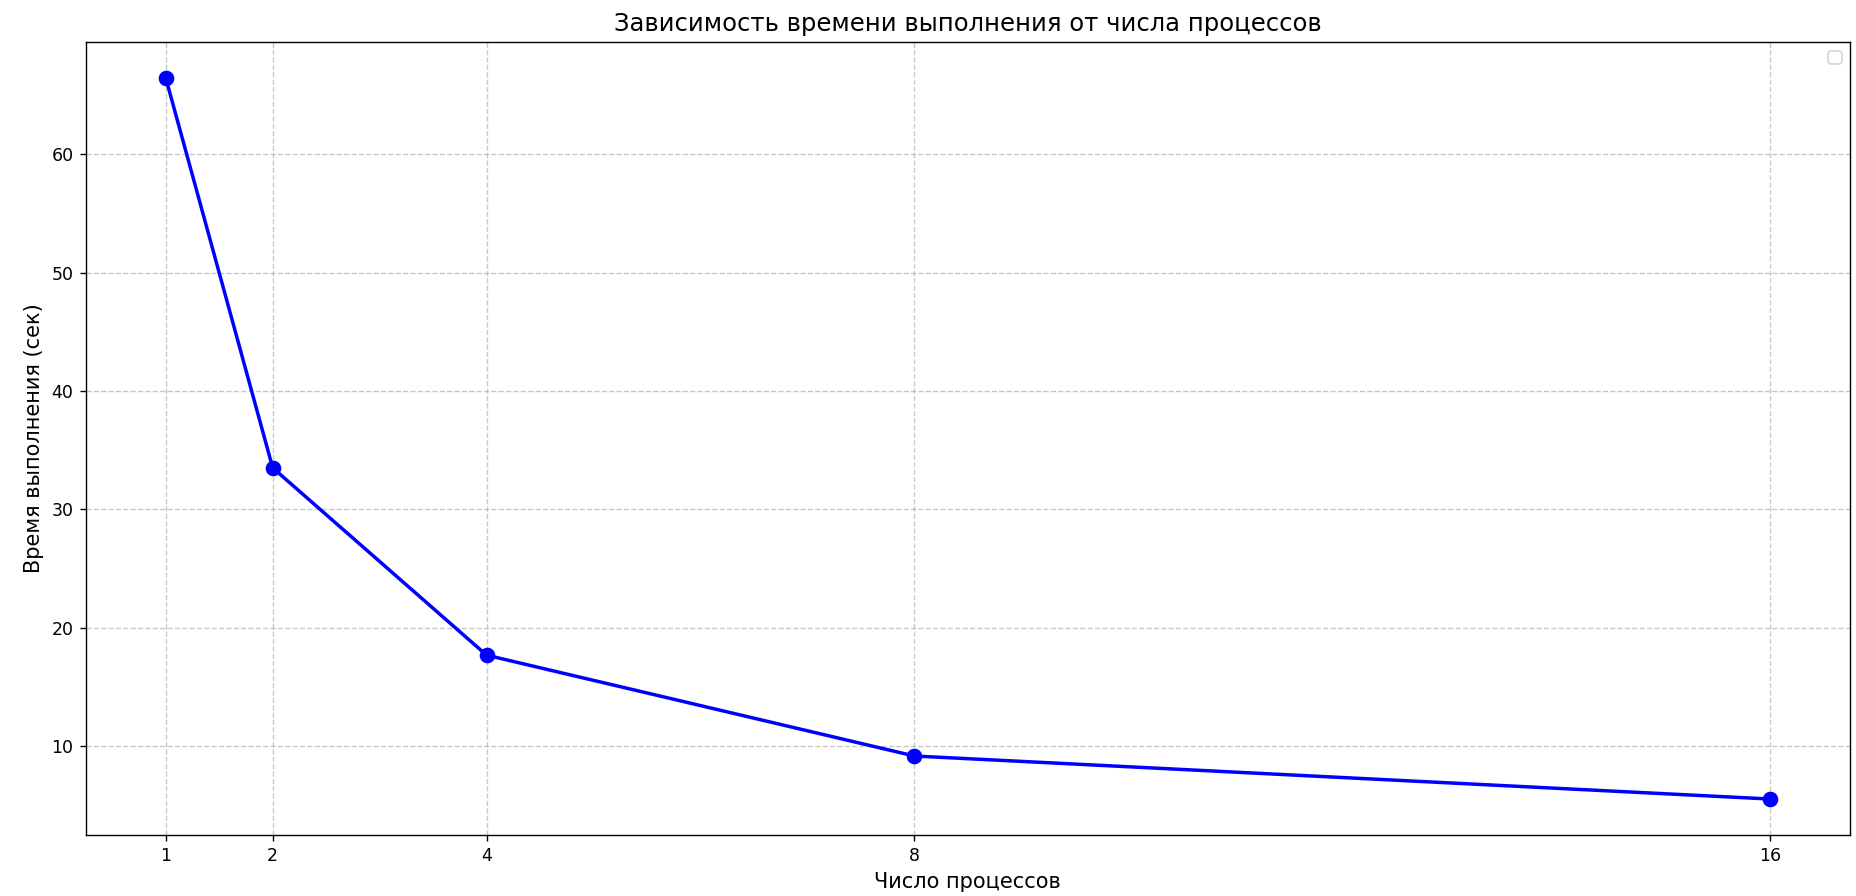 Зависимость времени выполнения от числа процессов
Время выполнения (сек)
60
50
40
30
20
10
1 2 4 8 16
Число процессов